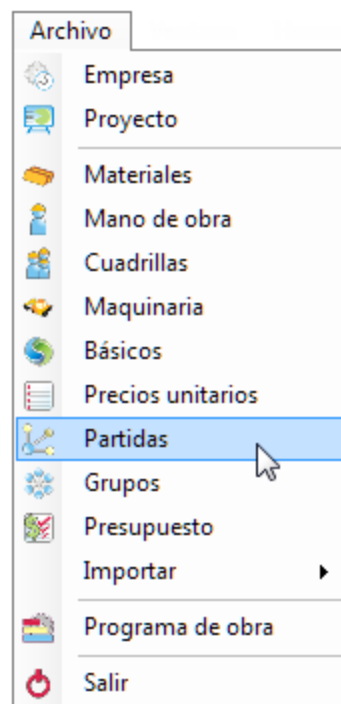 Archivo
Empresa
Proyecto
Materiales
Mano de obra
Cuadrillas
Maquinaria
Básicos
Precios unitarios
Partidas
Grupos
Presupuesto
Importar
Programa de obra
Salir